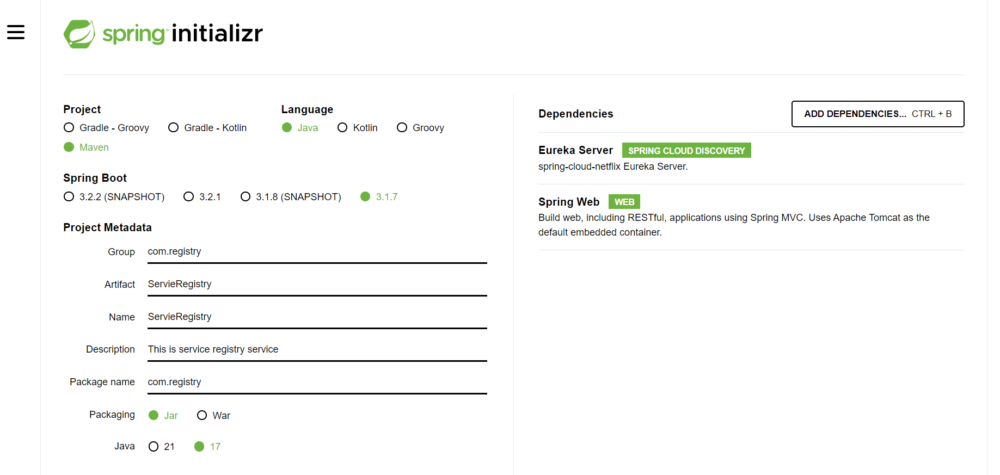 spring initializr
Project
Gradle - Groovy Gradle - Kotlin
Maven
Language
Java Kotlin Groovy
Spring Boot
3.2.2 (SNAPSHOT) 3.2.1 3.1.8 (SNAPSHOT) 3.1.7
Project Metadata
Group com.registry
Artifact ServieRegistry
Name ServieRegistry
Description This is service registry service
Package name com.registry
Packaging Jar War
Java 21 17
Dependencies ADD DEPENDENCIES... CTRL + B
Eureka Server SPRING CLOUD DISCOVERY
spring-cloud-netflix Eureka Server.
Spring Web WEB
Build web, including RESTful, applications using Spring MVC. Uses Apache Tomcat as the
default embedded container.